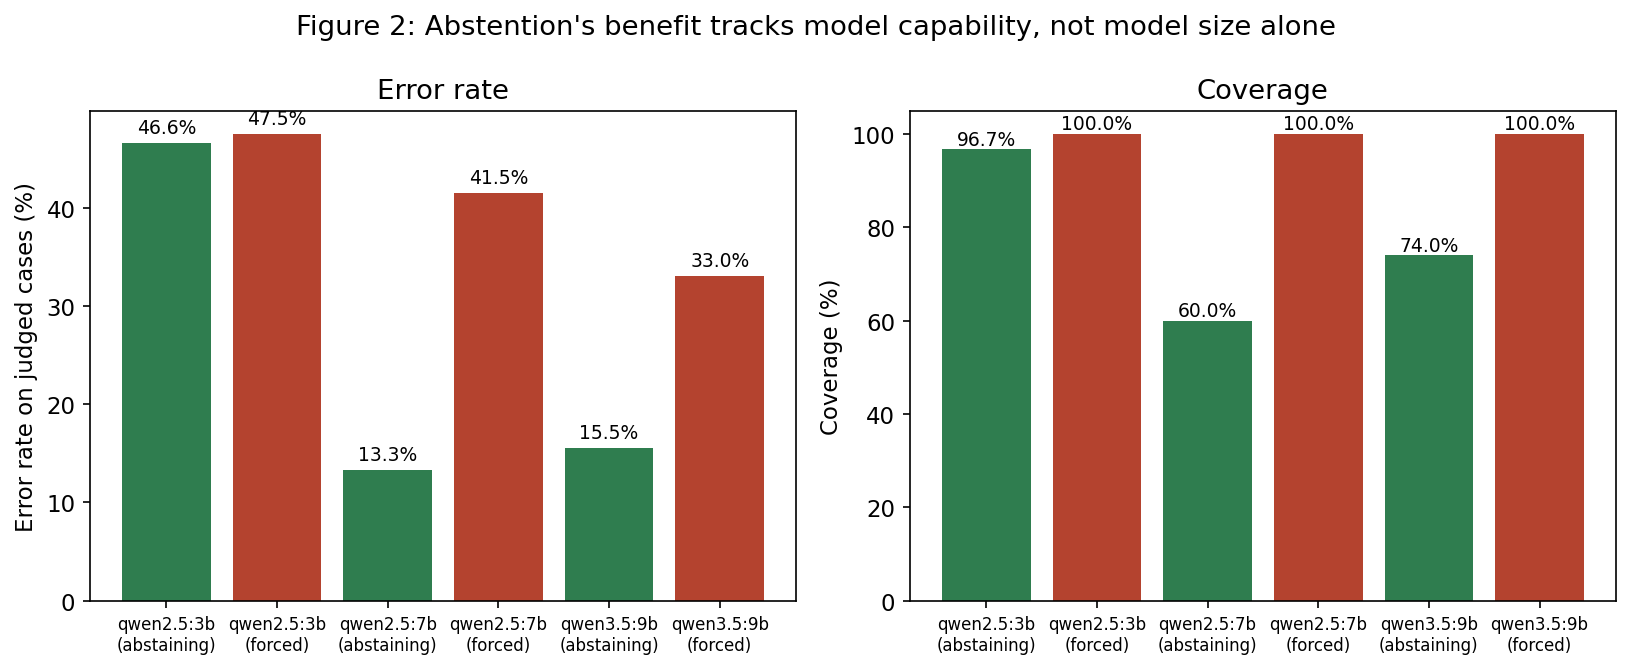 Figure 2: Abstention's benefit tracks model capability, not model size alone
Error rate
Error rate on judged cases (%)
40
30
20
10
0
46.6%
47.5%
13.3%
41.5%
15.5%
33.0%
qwen2.5:3b
(abstaining)
qwen2.5:3b
(forced)
qwen2.5:7b
(abstaining)
qwen2.5:7b
(forced)
qwen3.5:9b
(abstaining)
qwen3.5:9b
(forced)
Coverage
Coverage (%)
100
80
60
40
20
0
96.7%
100.0%
60.0%
100.0%
74.0%
100.0%
qwen2.5:3b
(abstaining)
qwen2.5:3b
(forced)
qwen2.5:7b
(abstaining)
qwen2.5:7b
(forced)
qwen3.5:9b
(abstaining)
qwen3.5:9b
(forced)